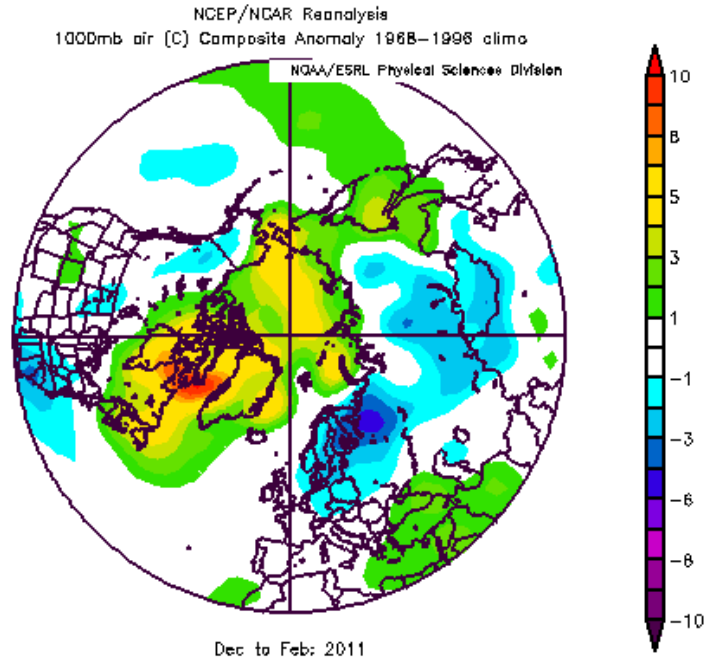 NCEP/NCAR Reanalysis
1000mb air (C) Composite Anomaly 1968-1996 climo
NOAA/ESRL Physical Sciences Division
10
8
5
3
1
-1
-3
-6
-8
-10
Dec to Feb: 2011